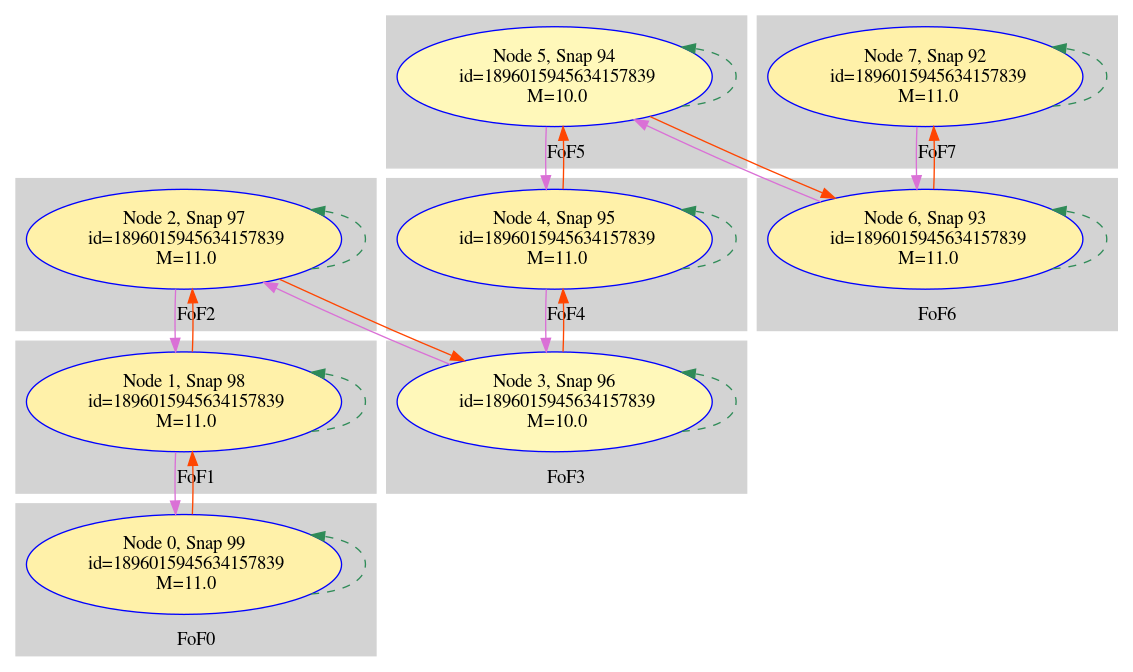 Node 5, Snap 94
id=1896015945634157839
M=10.0
FoF5
Node 7, Snap 92
id=1896015945634157839
M=11.0
FoF7
Node 2, Snap 97
id=1896015945634157839
M=11.0
FoF2
Node 4, Snap 95
id=1896015945634157839
M=11.0
FoF4
Node 6, Snap 93
id=1896015945634157839
M=11.0
FoF6
Node 1, Snap 98
id=1896015945634157839
M=11.0
FoF1
Node 3, Snap 96
id=1896015945634157839
M=10.0
FoF3
Node 0, Snap 99
id=1896015945634157839
M=11.0
FoF0